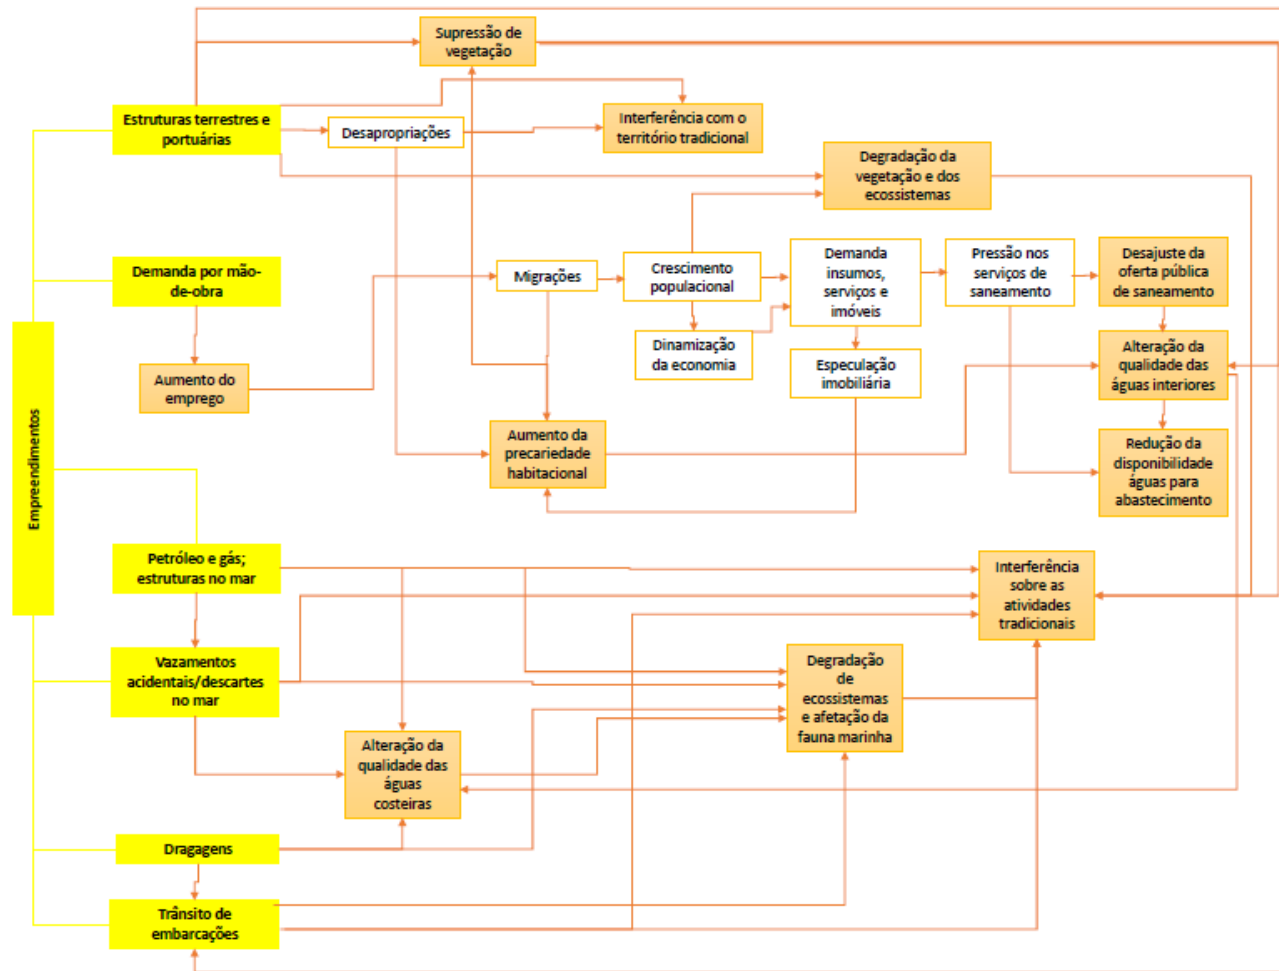 Supressão de
vegetação
Estruturas terrestres e
portuárias
Desapropriações
Interferência com o
território tradicional
Degradação da
vegetação e dos
ecossistemas
Demanda por mão-
de-obra
Migrações
Crescimento
populacional
Demanda
insumos,
serviços e
imóveis
Pressão nos
serviços de
saneamento
Desajuste da
oferta pública
de saneamento
Dinamização
da economia
Especulação
imobiliária
Alteração da
qualidade das
águas interiores
Aumento do
emprego
Empreendimentos
Aumento da
precariedade
habitacional
Redução da
disponibilidade
águas para
abastecimento
Petróleo e gás;
estruturas no mar
Interferência
sobre as
atividades
tradicionais
Vazamentos
acidentais/descartes
no mar
Degradação
de
ecossistemas
e afetação da
fauna marinha
Alteração da
qualidade das
águas
costeiras
Dragagens
Trânsito de
embarcações